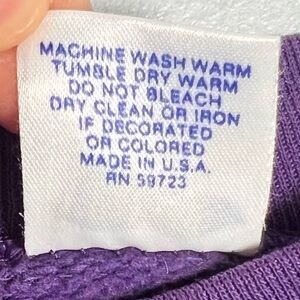 MACHINE WASH WARM
TUMBLE DRY WARM
DO NOT BLEACH
DRY CLEAN OR IRON
IF DECORATED
OR COLORED
MADE IN U.S.A.
RN 59723